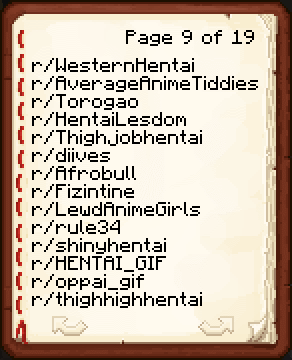 Page 9 of 19
r/WesternHentai
r/AverageAnimeTiddies
r/Torogao
r/HentaiLesdom
r/Thighjobhentai
r/diives
r/Afrobull
r/Fizintine
r/LewdAnimeGirls
r/rule34
r/shinyhentai
r/HENTAI_GIF
r/oppai_gif
r/thighhighhentai